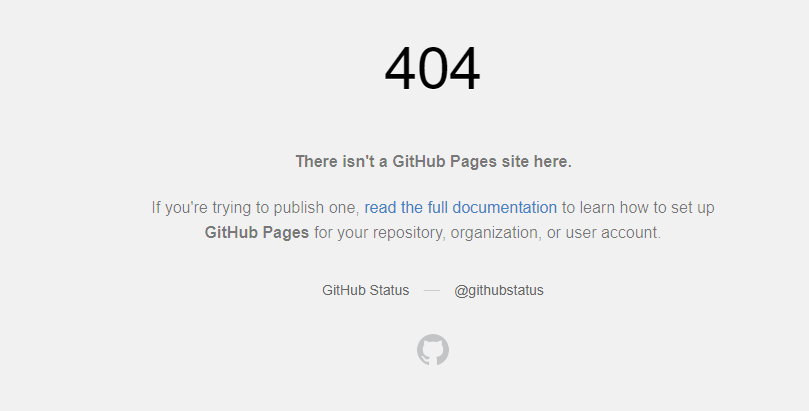 404
There isn't a GitHub Pages site here.
If you're trying to publish one, read the full documentation to learn how to set up
GitHub Pages for your repository, organization, or user account.
GitHub Status — @githubstatus